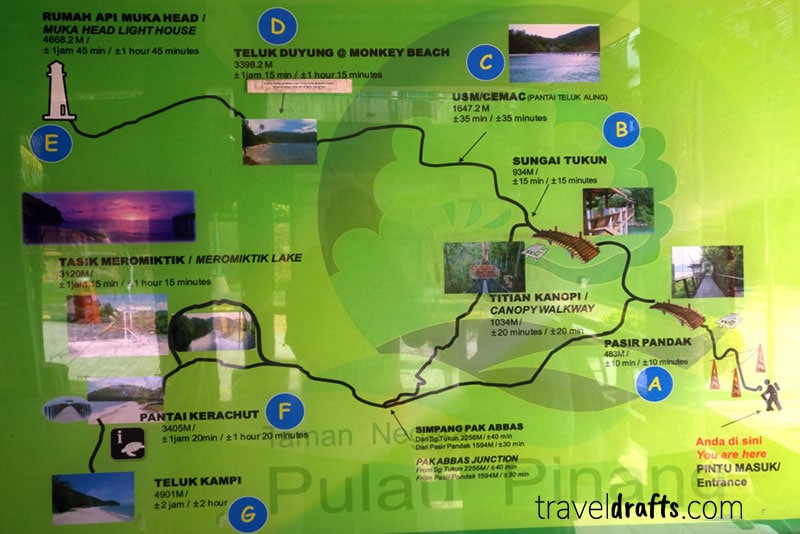 RUMAH API MUKA HEAD /
MUKA HEAD LIGHT HOUSE
4668.2 M
± 1jam 45 min / ±1 hour 45 minutes
E
D
TELUK DUYUNG @ MONKEY BEACH
3398.2 M
±1jam 15 min / ±1 hour 15 minutes
C
USM/CEMAC (PANTAI TELUK ALING)
1647.2 M
±35 min / ±35 minutes
B
SUNGAI TUKUN
934M /
±15 min / ±15 minutes
TASIK MEROMIKTIK / MEROMIKTIK LAKE
3120M /
±1jam 15 min / ±1 hour 15 minutes
TITIAN KANOPI /
CANOPY WALKWAY
1034M /
±20 minutes / ±20 min
PASIR PANDAK
483M /
±10 min / ±10 minutes
A
PANTAI KERACHUT
3405M /
±1jam 20min / ±1 hour 20 minutes
F
SIMPANG PAK ABBAS
Dari Sg.Tukun 2256M / ±40 min
Dari Pasir Pandak 1594M / ±30 min
PAK ABBAS JUNCTION
From Sg.Tukun 2256M / ±40 min
From Pasir Pandak 1594M / ±30 min
Anda di sini
You are here
PINTU MASUK/
Entrance
TELUK KAMPI
4901M /
±2 jam / ±2 hour
G
Taman Ne
Pulau Pinang
traveldrafts.com